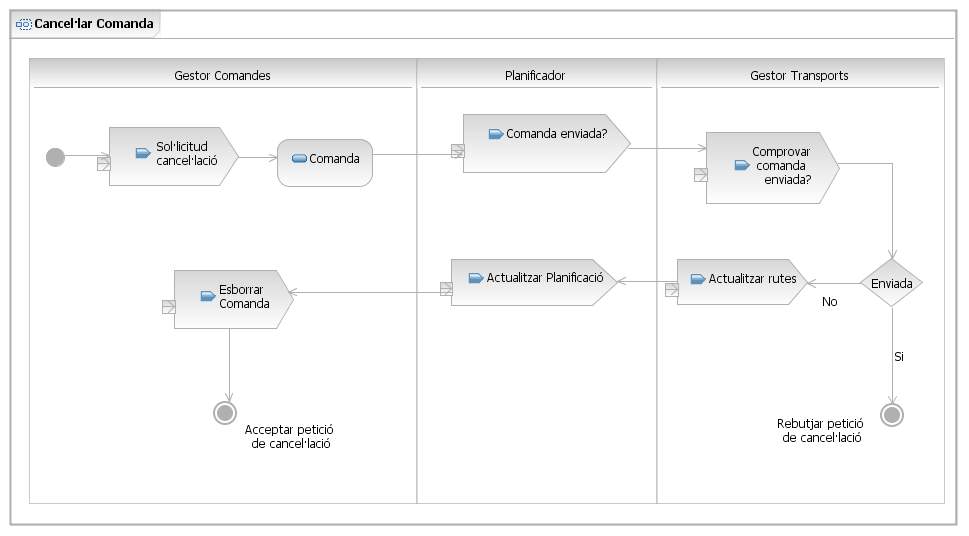 Cancel·lar Comanda
Gestor Comandes
Planificador
Gestor Transports
Sol·licitud
cancel·lació
Comanda
Comanda enviada?
Comprovar
comanda
enviada?
Esborrar
Comanda
Actualitzar Planificació
Actualitzar rutes
Enviada
No
Si
Acceptar petició
de cancel·lació
Rebutjar petició
de cancel·lació